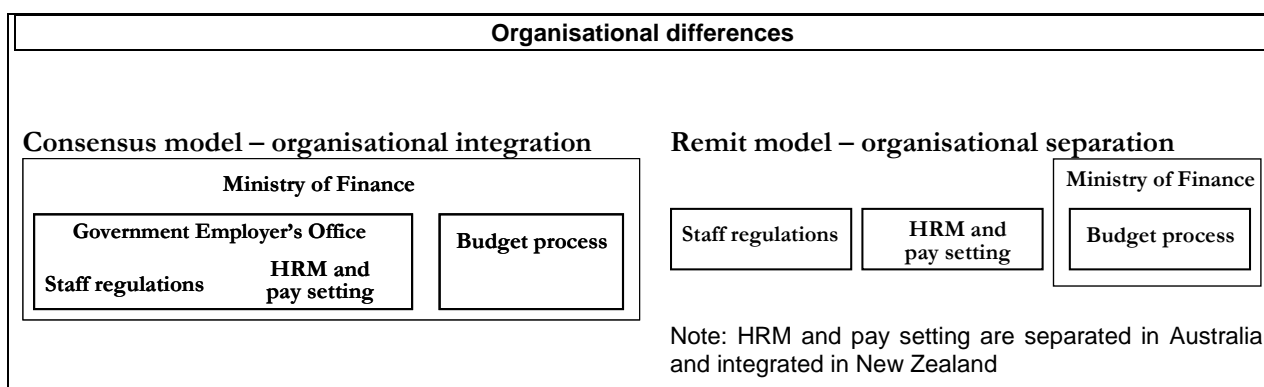 Organisational differences
Consensus model – organisational integration
Ministry of Finance
Government Employer's Office
Staff regulations
HRM and
pay setting
Budget process
Remit model – organisational separation
Ministry of Finance
Staff regulations
HRM and
pay setting
Budget process
Note: HRM and pay setting are separated in Australia
and integrated in New Zealand